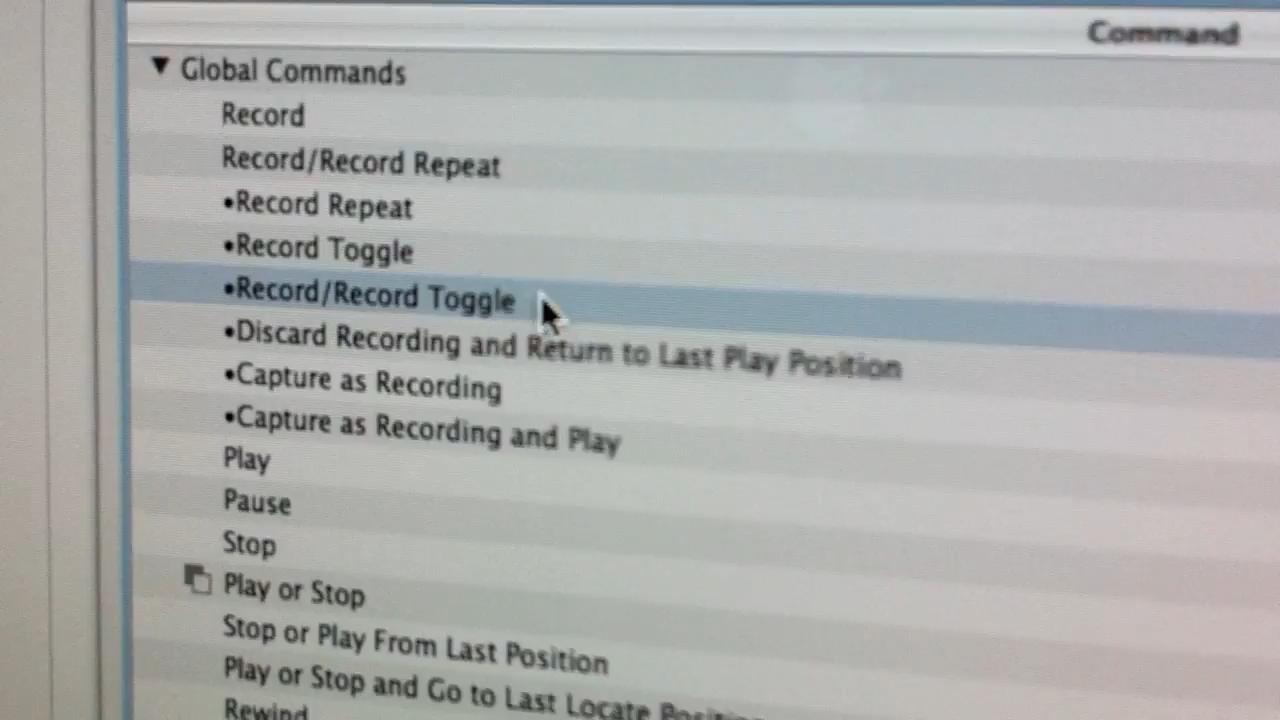 Command
Global Commands
Record
Record/Record Repeat
•Record Repeat
•Record Toggle
•Record/Record Toggle
•Discard Recording and Return to Last Play Position
•Capture as Recording
•Capture as Recording and Play
Play
Pause
Stop
Play or Stop
Stop or Play From Last Position
Play or Stop and Go to Last Locate Position
Rewind